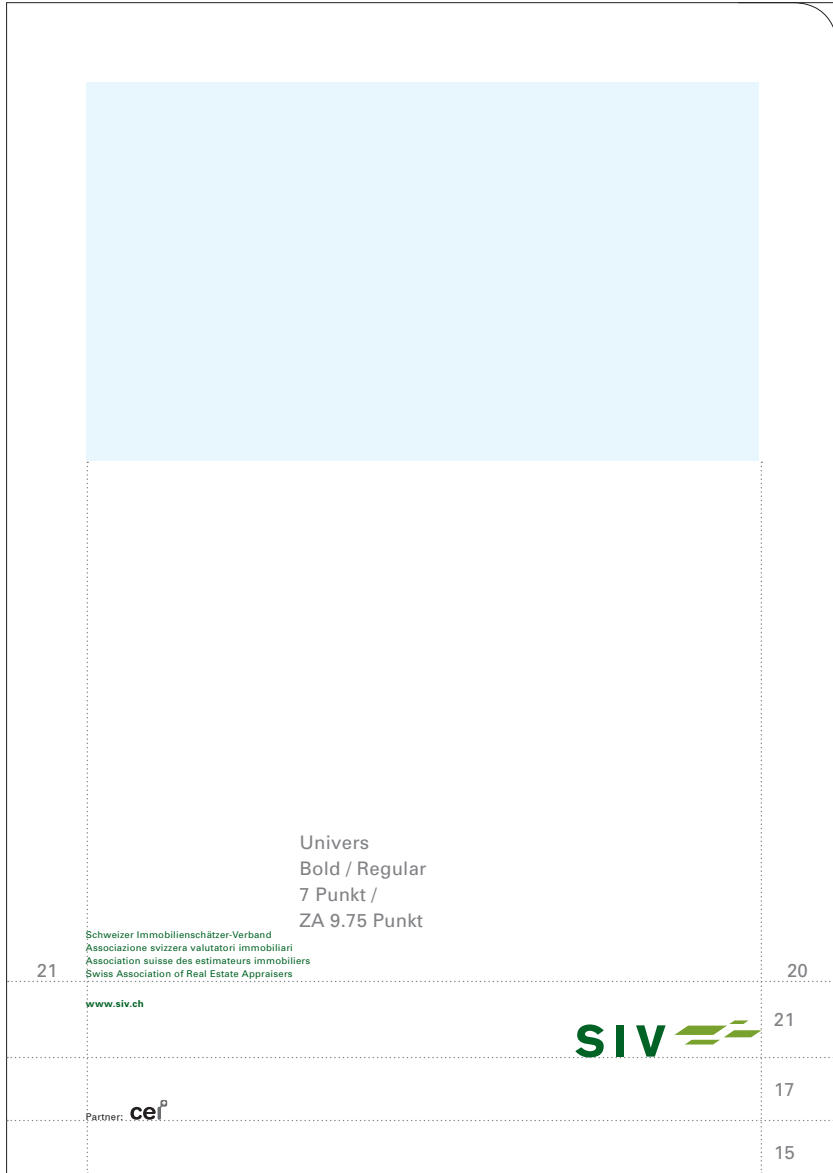 Univers
Bold / Regular
7 Punkt /
ZA 9.75 Punkt
Schweizer Immobilienschätzer-Verband
Associazione svizzera valutatori immobiliari
Association suisse des estimateurs immobiliers
Swiss Association of Real Estate Appraisers
21
20
www.siv.ch
21
SIV
17
Partner: cei
15